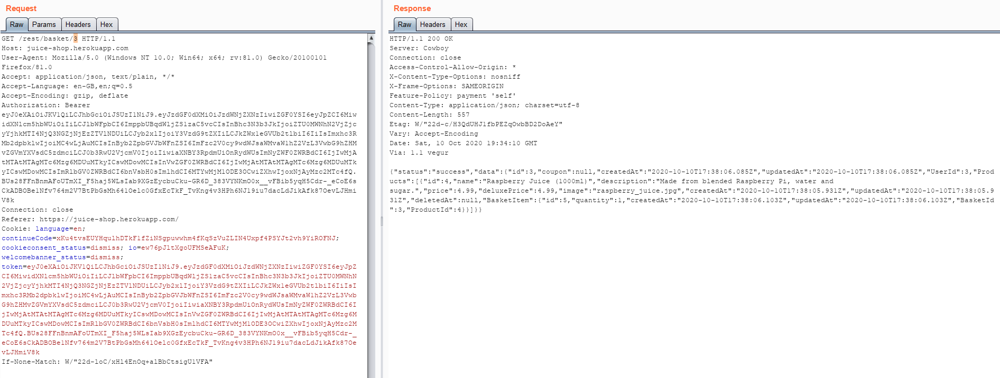 Request
Raw Params Headers Hex
GET /rest/basket/3 HTTP/1.1
Host: juice-shop.herokuapp.com
User-Agent: Mozilla/5.0 (Windows NT 10.0; Win64; x64; rv:81.0) Gecko/20100101
Firefox/81.0
Accept: application/json, text/plain, */*
Accept-Language: en-GB,en;q=0.5
Accept-Encoding: gzip, deflate
Authorization: Bearer
eyJ0eXAiOiJKV1QiLCJhbGciOiJSUzI1NiJ9.eyJzdGF0dXMiOiJzdWNjZXNzIiwiZGF0YSI6eyJpZCI6Miw
idXNlcm5hbWUiOiIiLCJlbWFpbCI6ImppbUBqdWljZS1zaC5vcCIsInBhc3N3b3JkIjoiZTU0MWNhN2VjZjc
yYjhkMTI4NjQ3NGZjNjEzZTVlNDUiLCJyb2xlIjoiY3VzdG9tZXIiLCJkZWx1eGVUb2tlbiI6IiIsImxhc3R
Mb2dpbklwIjoiMC4wLjAuMCIsInByb2ZpbGVJbWFnZSI6ImFzc2V0cy9wdWJsaWMvaW1hZ2VzL3VwbG9hZHM
vZGVmYXVsdC5zdmciLCJ0b3RwU2VjcmV0IjoiIiwiaXNBY3RpdmUiOnRydWUsImNyZWF0ZWRBdCI6IjIwMjA
tMTAtMTAgMTc6Mzg6MDUuMTkyICswMDowMCIsInVwZGF0ZWRBdCI6IjIwMjAtMTAtMTAgMTc6Mzg6MDUuMTk
yICswMDowMCIsImRlbGV0ZWRBdCI6bnVsbH0sImlhdCI6MTYwMjM1ODE3OCwiZXhwIjoxNjAyMzc2MTc4fQ.
BUs28FFnBnmAFoUTmXI_F5haj5WLsIab9XGzEycbuCku-GR6D_383VYNKmO0x__vFBib5yqH5Cdr-_eCoE6s
CkADBOBe1Nfv764m2V7BtPbGsMh641Oelc0GfxEcTkF_TvKng4v3HPh6NJ19iu7dacLdJikAfk87OevLJHmi
V8k
Connection: close
Referer: https://juice-shop.herokuapp.com/
Cookie: language=en;
continueCode=xKu4tvsEUYHqulhDTkF1fZiNSgpuwwhm4fKqSzVuZLIN4Uxpf4PSYJt2vh9YiROFNJ;
cookieconsent_status=dismiss; io=ew76pJltXgoUFMSeAFuK;
welcomebanner_status=dismiss;
token=eyJ0eXAiOiJKV1QiLCJhbGciOiJSUzI1NiJ9.eyJzdGF0dXMiOiJzdWNjZXNzIiwiZGF0YSI6eyJpZ
CI6MiwidXNlcm5hbWUiOiIiLCJlbWFpbCI6ImppbUBqdWljZS1zaC5vcCIsInBhc3N3b3JkIjoiZTU0MWNhN
2VjZjcyYjhkMTI4NjQ3NGZjNjEzZTVlNDUiLCJyb2xlIjoiY3VzdG9tZXIiLCJkZWx1eGVUb2tlbiI6IiIsI
mxhc3RMb2dpbklwIjoiMC4wLjAuMCIsInByb2ZpbGVJbWFnZSI6ImFzc2V0cy9wdWJsaWMvaW1hZ2VzL3Vwb
G9hZHMvZGVmYXVsdC5zdmciLCJ0b3RwU2VjcmV0IjoiIiwiaXNBY3RpdmUiOnRydWUsImNyZWF0ZWRBdCI6I
jIwMjAtMTAtMTAgMTc6Mzg6MDUuMTkyICswMDowMCIsInVwZGF0ZWRBdCI6IjIwMjAtMTAtMTAgMTc6Mzg6M
DUuMTkyICswMDowMCIsImRlbGV0ZWRBdCI6bnVsbH0sImlhdCI6MTYwMjM1ODE3OCwiZXhwIjoxNjAyMzc2M
Tc4fQ.BUs28FFnBnmAFoUTmXI_F5haj5WLsIab9XGzEycbuCku-GR6D_383VYNKmO0x__vFBib5yqH5Cdr-_
eCoE6sCkADBOBe1Nfv764m2V7BtPbGsMh641Oelc0GfxEcTkF_TvKng4v3HPh6NJ19iu7dacLdJikAfk87Oe
vLJHmiV8k
If-None-Match: W/"22d-loC/xHl4EnOq+alBbCtsigU1VFA"
Response
Raw Headers Hex
HTTP/1.1 200 OK
Server: Cowboy
Connection: close
Access-Control-Allow-Origin: *
X-Content-Type-Options: nosniff
X-Frame-Options: SAMEORIGIN
Feature-Policy: payment 'self'
Content-Type: application/json; charset=utf-8
Content-Length: 557
Etag: W/"22d-c/H3QdUHJ1fbPEZqOwbBD2DoAeY"
Vary: Accept-Encoding
Date: Sat, 10 Oct 2020 19:34:10 GMT
Via: 1.1 vegur
{"status":"success","data":{"id":3,"coupon":null,"createdAt":"2020-10-10T17:38:06.085Z","updatedAt":"2020-10-10T17:38:06.085Z","UserId":3,"Prod
ucts":[{"id":4,"name":"Raspberry Juice (1000ml)","description":"Made from blended Raspberry Pi, water and
sugar.","price":4.99,"deluxePrice":4.99,"image":"raspberry_juice.jpg","createdAt":"2020-10-10T17:38:05.931Z","updatedAt":"2020-10-10T17:38:05.9
31Z","deletedAt":null,"BasketItem":{"id":5,"quantity":1,"createdAt":"2020-10-10T17:38:06.103Z","updatedAt":"2020-10-10T17:38:06.103Z","BasketId
":3,"ProductId":4}}]}}